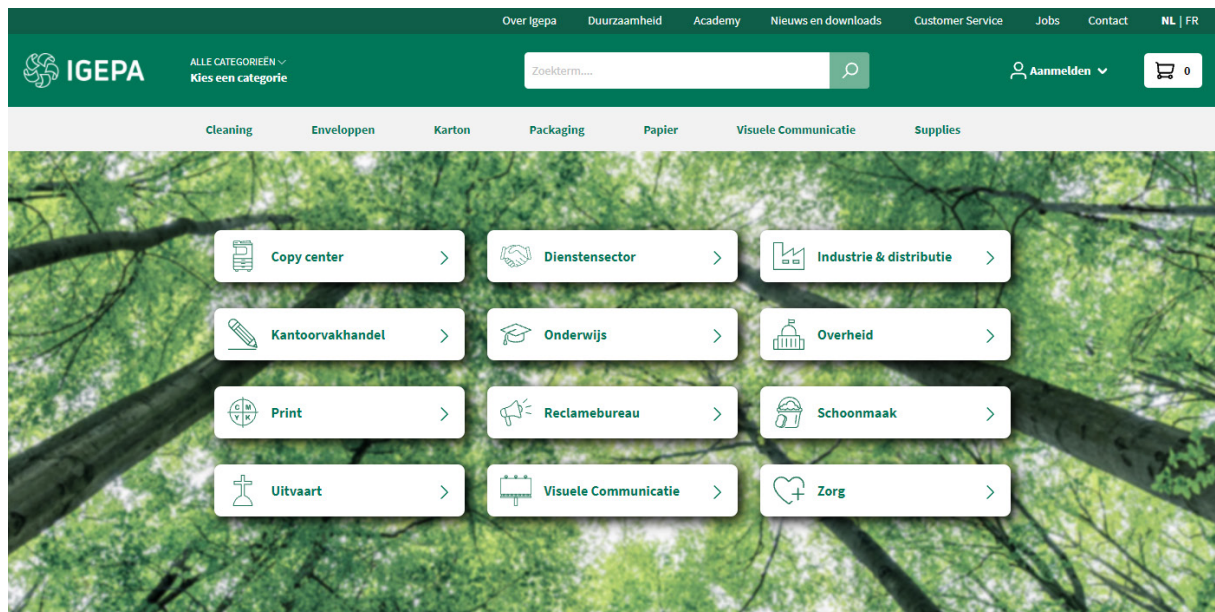 Over Igepa Duurzaamheid Academy Nieuws en downloads Customer Service Jobs Contact NL | FR
IGEPA
ALLE CATEGORIEËN
Kies een categorie
Zoekterm....
Aanmelden
0
Cleaning Enveloppen Karton Packaging Papier Visuele Communicatie Supplies
Copy center
Dienstensector
Industrie & distributie
Kantoorvakhandel
Onderwijs
Overheid
C M
Y K
Print
Reclamebureau
Schoonmaak
Uitvaart
Visuele Communicatie
Zorg